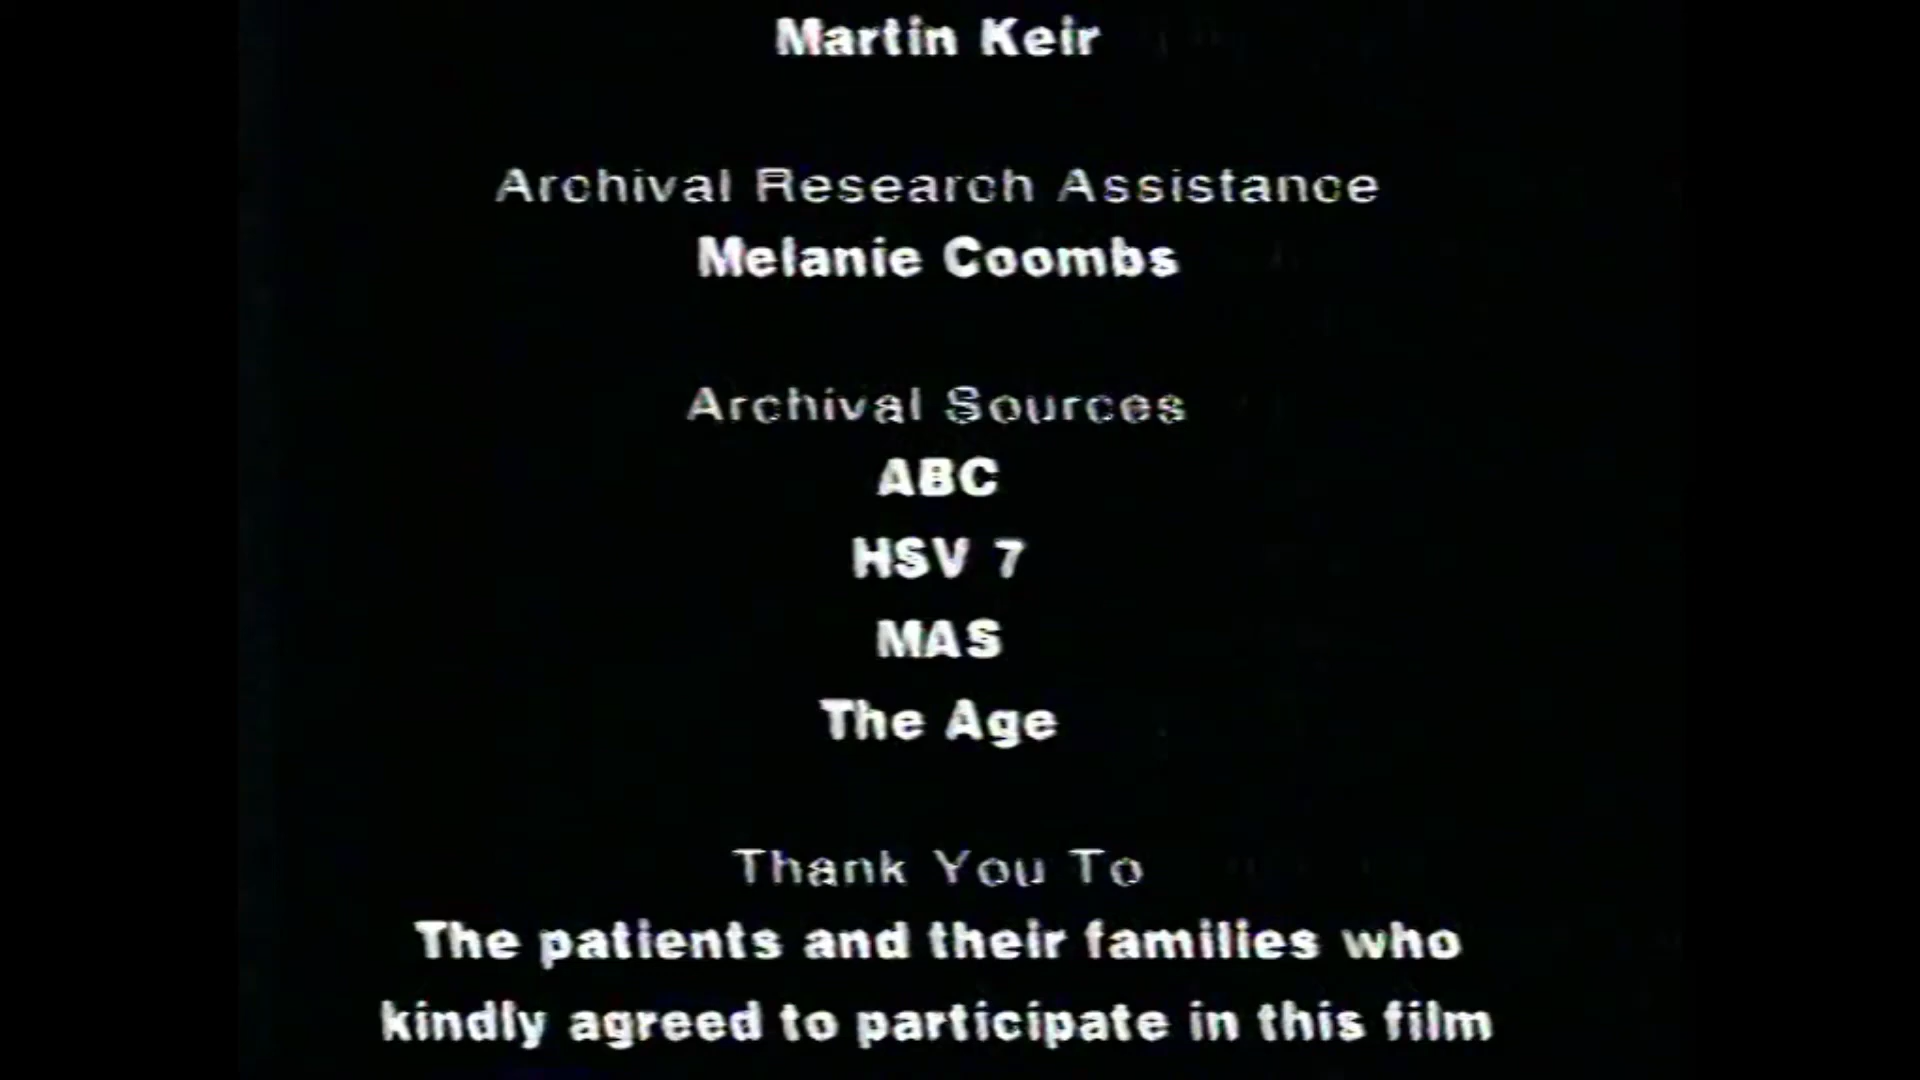 Martin Keir
Archival Research Assistance
Melanie Coombs
Archival Sources
ABC
HSV 7
MAS
The Age
Thank You To
The patients and their families who
kindly agreed to participate in this film